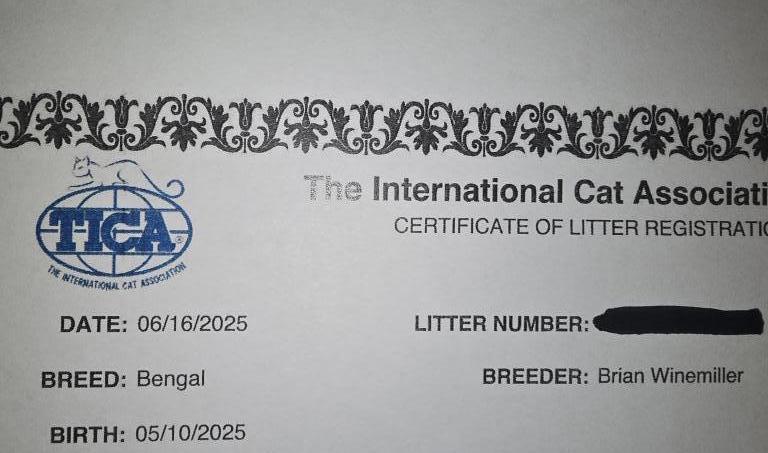 TICA
THE INTERNATIONAL CAT ASSOCIATION
The International Cat Associati
CERTIFICATE OF LITTER REGISTRATIO
DATE: 06/16/2025
LITTER NUMBER:
BREED: Bengal
BREEDER: Brian Winemiller
BIRTH: 05/10/2025